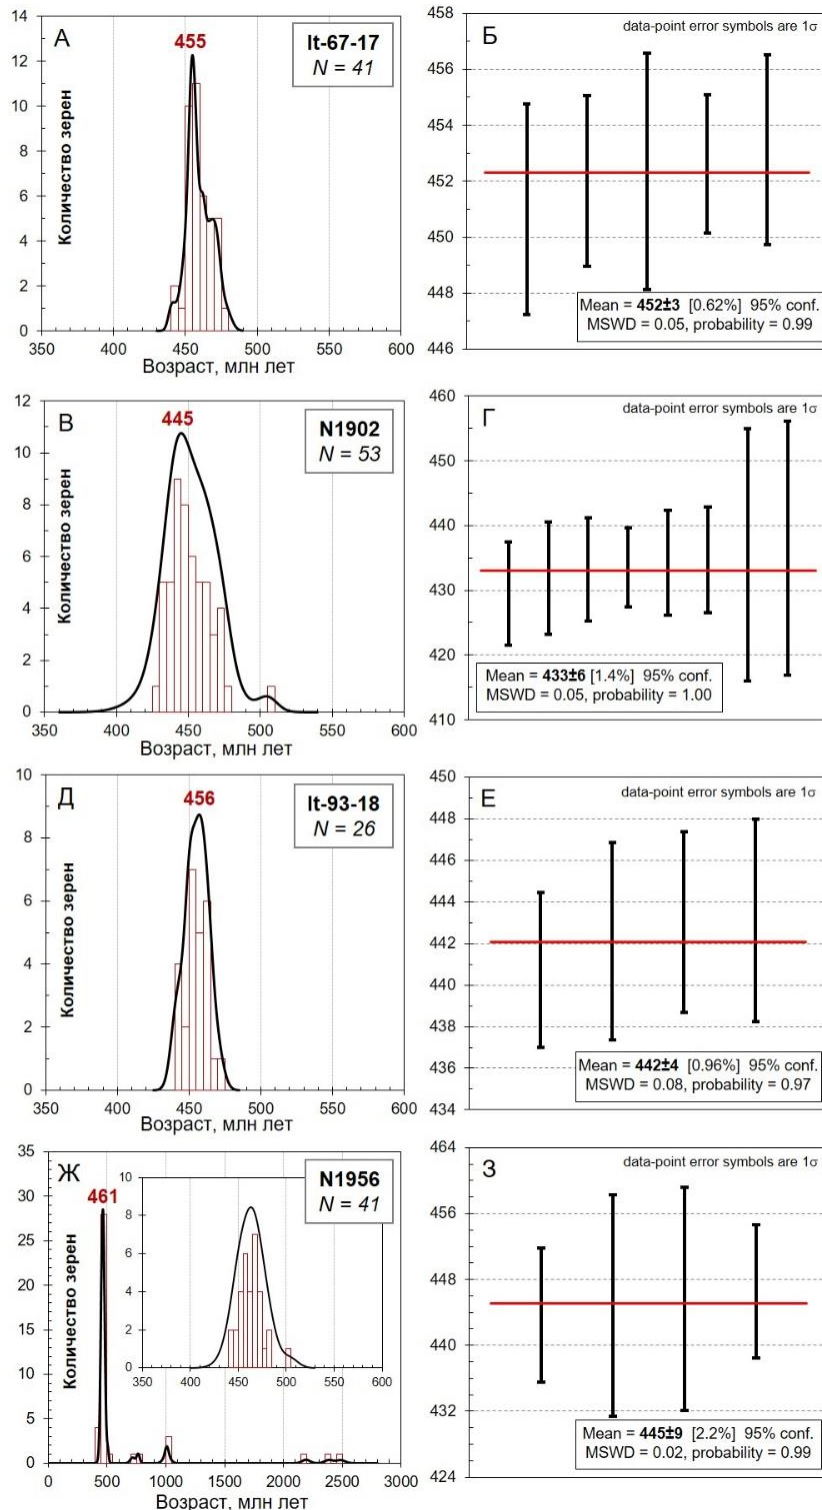 А
455
It-67-17
N = 41
Количество зерен
14
12
10
8
6
4
2
0
350 400 450 500 550 600
Возраст, млн лет
Б
data-point error symbols are 1σ
458
456
454
452
450
448
446
Mean = 452±3 [0.62%] 95% conf.
MSWD = 0.05, probability = 0.99
В
445
N1902
N = 53
Количество зерен
12
10
8
6
4
2
0
350 400 450 500 550 600
Возраст, млн лет
Г
data-point error symbols are 1σ
460
450
440
430
420
410
Mean = 433±6 [1.4%] 95% conf.
MSWD = 0.05, probability = 1.00
Д
456
It-93-18
N = 26
Количество зерен
10
8
6
4
2
0
350 400 450 500 550 600
Возраст, млн лет
Е
data-point error symbols are 1σ
450
448
446
444
442
440
438
436
434
Mean = 442±4 [0.96%] 95% conf.
MSWD = 0.08, probability = 0.97
Ж
461
N1956
N = 41
Количество зерен
35
30
25
20
15
10
5
0
0 500 1000 1500 2000 2500 3000
10
8
6
4
2
0
350 400 450 500 550 600
Возраст, млн лет
З
data-point error symbols are 1σ
464
456
448
440
432
424
Mean = 445±9 [2.2%] 95% conf.
MSWD = 0.02, probability = 0.99